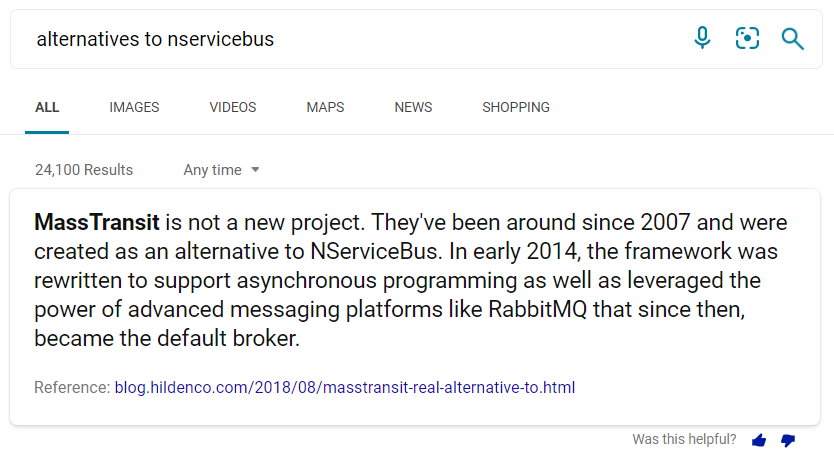 alternatives to nservicebus
ALL IMAGES VIDEOS MAPS NEWS SHOPPING
24,100 Results Any time
MassTransit is not a new project. They've been around since 2007 and were
created as an alternative to NServiceBus. In early 2014, the framework was
rewritten to support asynchronous programming as well as leveraged the
power of advanced messaging platforms like RabbitMQ that since then,
became the default broker.
Reference: blog.hildenco.com/2018/08/masstransit-real-alternative-to.html
Was this helpful?